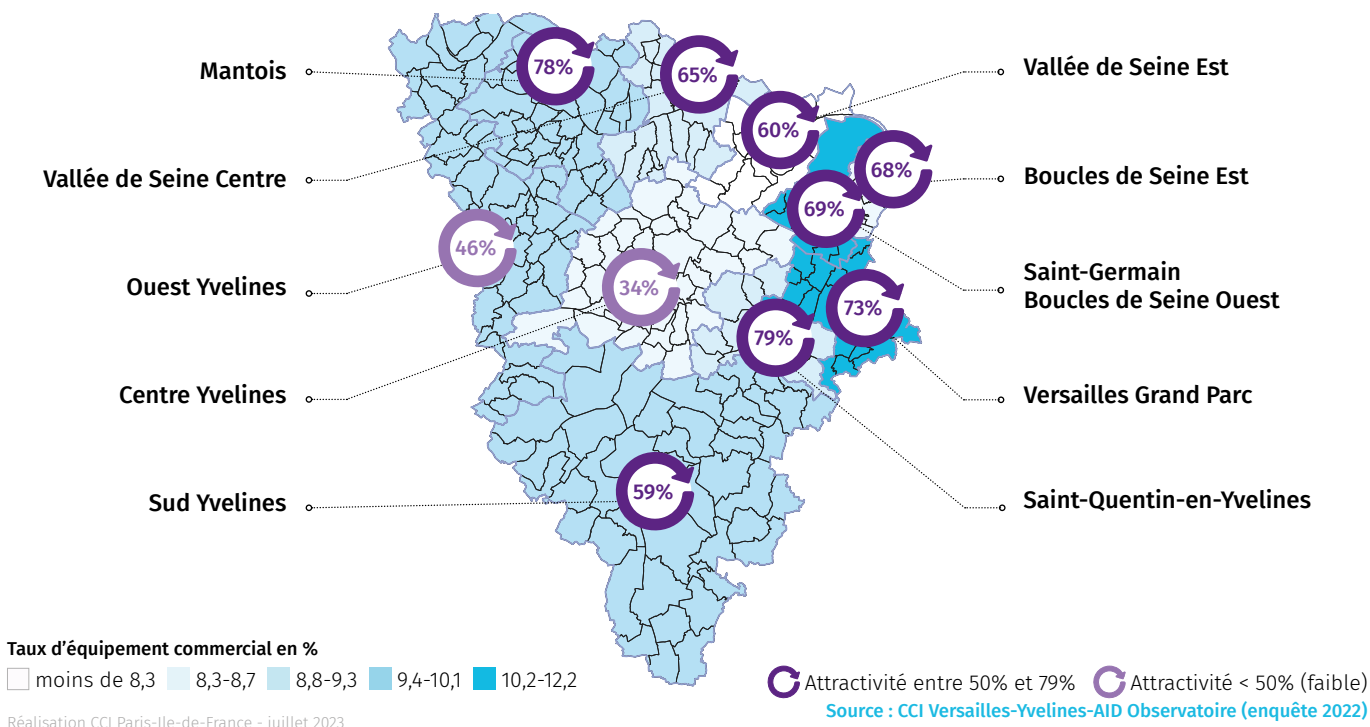 Mantois
78%
65%
Vallée de Seine Est
60%
Vallée de Seine Centre
68%
Boucles de Seine Est
69%
Ouest Yvelines
46%
34%
Saint-Germain
Boucles de Seine Ouest
73%
79%
Centre Yvelines
Versailles Grand Parc
Sud Yvelines
59%
Saint-Quentin-en-Yvelines
Taux d’équipement commercial en %
moins de 8,3 8,3-8,7 8,8-9,3 9,4-10,1 10,2-12,2
Attractivité entre 50% et 79% Attractivité < 50% (faible)
Source : CCI Versailles-Yvelines-AID Observatoire (enquête 2022)
Réalisation CCI Paris-Ile-de-France - juillet 2023